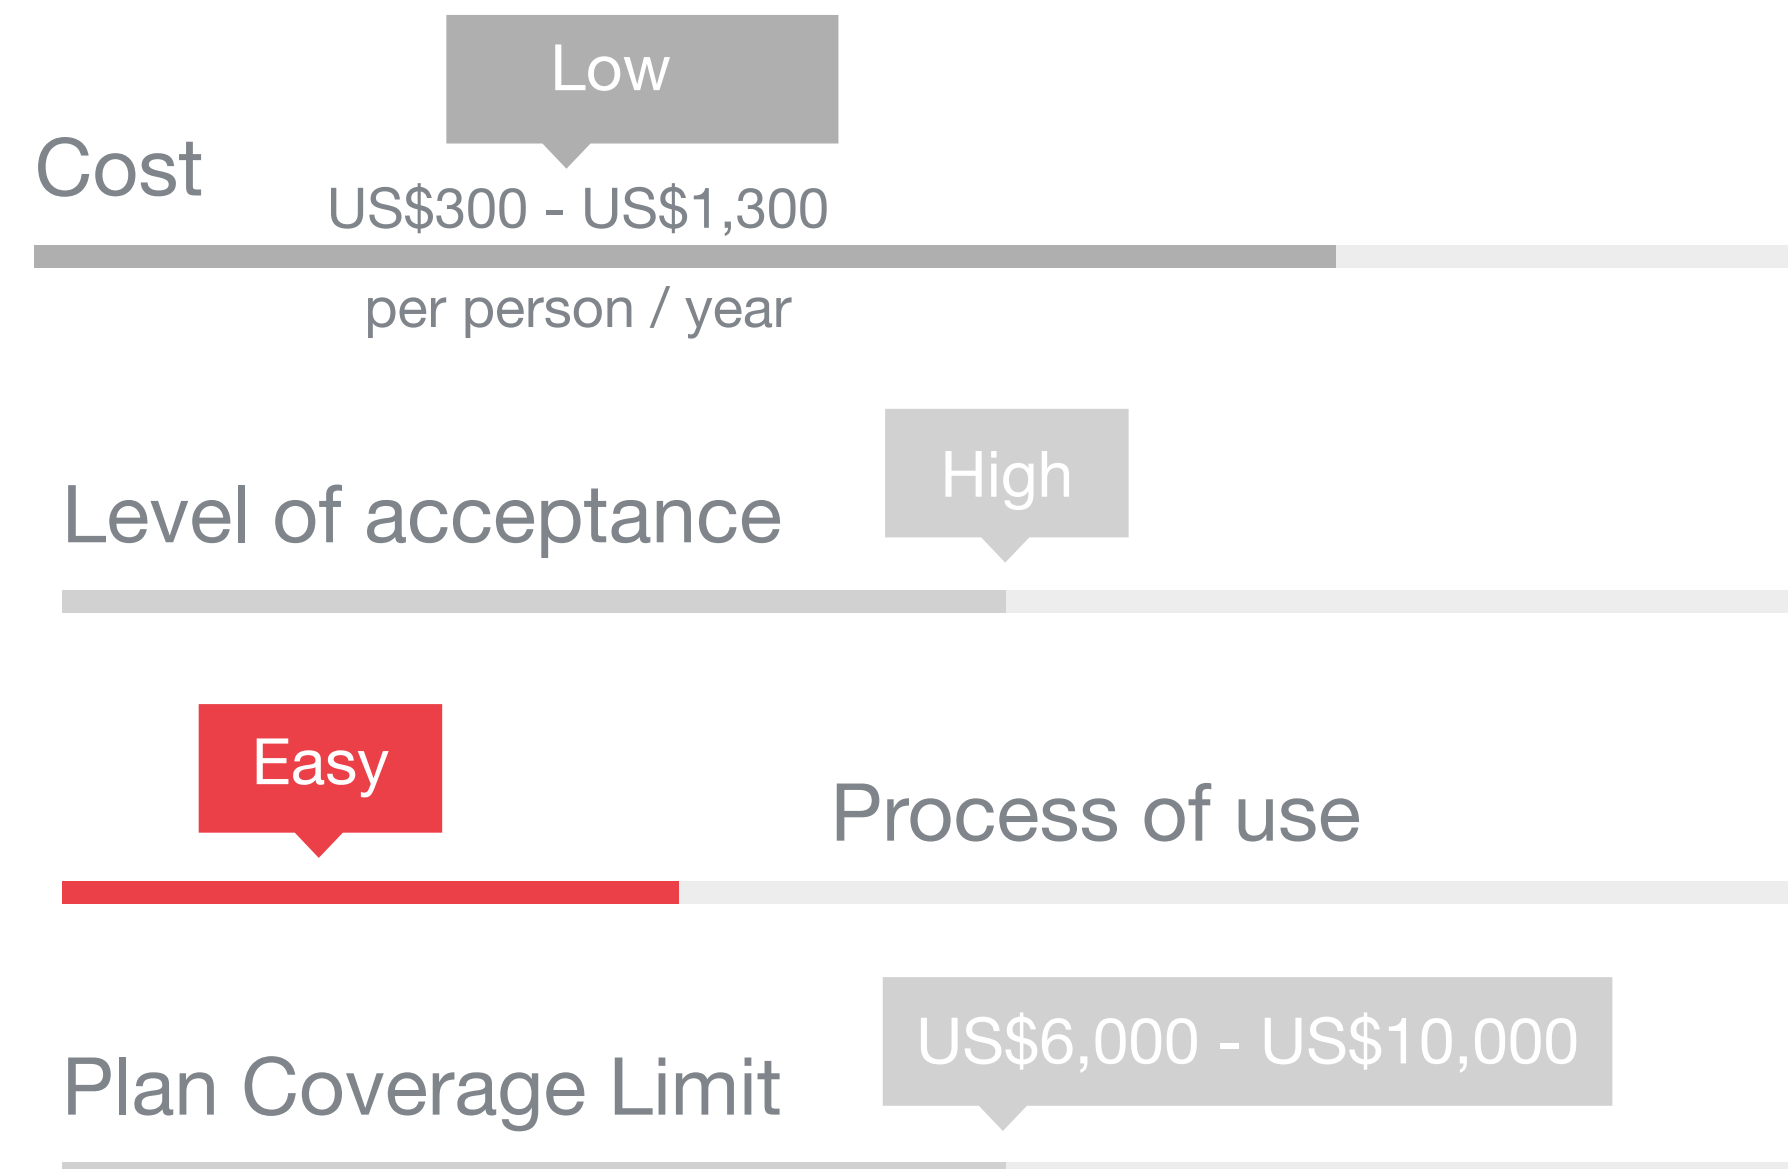 Low
Cost
US$300 - US$1,300
per person / year
High
Level of acceptance
Easy
Process of use
US$6,000 - US$10,000
Plan Coverage Limit